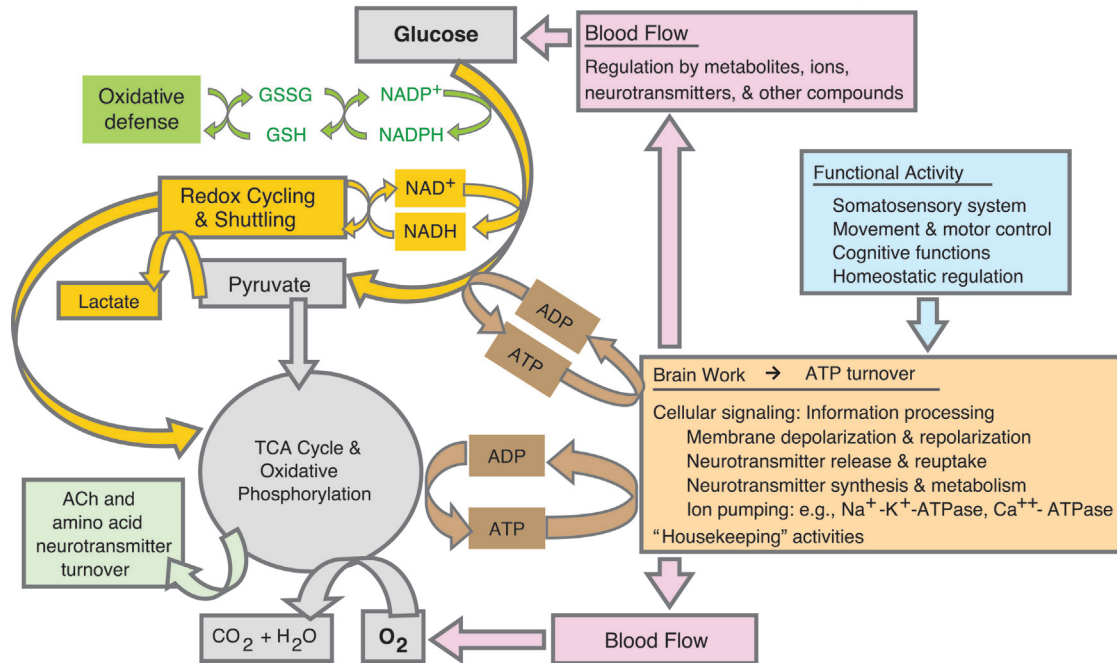 Glucose
Blood Flow
Regulation by metabolites, ions,
neurotransmitters, & other compounds
Oxidative
defense
GSSG
NADP+
GSH
NADPH
Functional Activity
Somatosensory system
Movement & motor control
Cognitive functions
Homeostatic regulation
Redox Cycling
& Shuttling
NAD+
NADH
Lactate
Pyruvate
ADP
ATP
Brain Work → ATP turnover
Cellular signaling: Information processing
Membrane depolarization & repolarization
Neurotransmitter release & reuptake
Neurotransmitter synthesis & metabolism
Ion pumping: e.g., Na+-K+-ATPase, Ca++- ATPase
“Housekeeping” activities
TCA Cycle &
Oxidative
Phosphorylation
ADP
ATP
ACh and
amino acid
neurotransmitter
turnover
CO2 + H2O
O2
Blood Flow